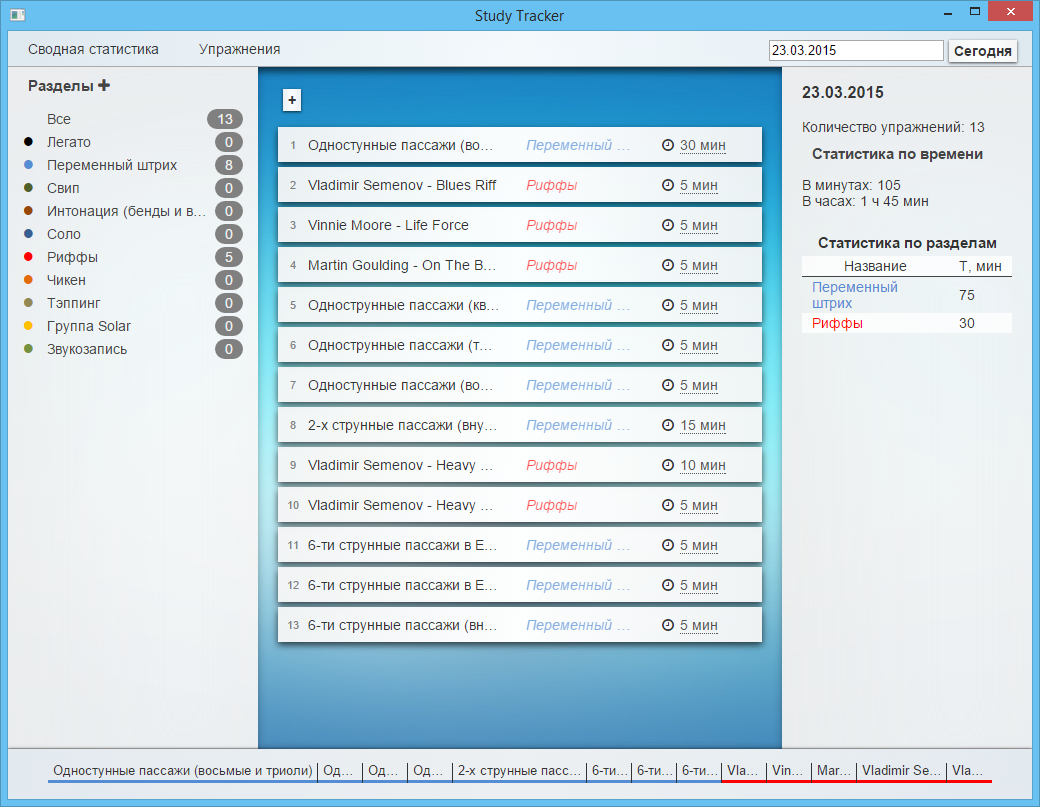 Study Tracker
Сводная статистика Упражнения 23.03.2015 Сегодня
Разделы
Все 13
Легато 0
Переменный штрих 8
Свип 0
Интонация (бенды и в... 0
Соло 0
Риффы 5
Чикен 0
Тэппинг 0
Группа Solar 0
Звукозапись 0
+
1 Одностунные пассажи (во... Переменный ... 30 мин
2 Vladimir Semenov - Blues Riff Риффы 5 мин
3 Vinnie Moore - Life Force Риффы 5 мин
4 Martin Goulding - On The B... Риффы 5 мин
5 Однострунные пассажи (кв... Переменный ... 5 мин
6 Однострунные пассажи (т... Переменный ... 5 мин
7 Одностунные пассажи (во... Переменный ... 5 мин
8 2-х струнные пассажи (вну... Переменный ... 15 мин
9 Vladimir Semenov - Heavy ... Риффы 10 мин
10 Vladimir Semenov - Heavy ... Риффы 5 мин
11 6-ти струнные пассажи в E... Переменный ... 5 мин
12 6-ти струнные пассажи в E... Переменный ... 5 мин
13 6-ти струнные пассажи (вн... Переменный ... 5 мин
23.03.2015
Количество упражнений: 13
Статистика по времени
В минутах: 105
В часах: 1 ч 45 мин
Статистика по разделам
Название Т, мин
Переменный
штрих 75
Риффы 30
Одностунные пассажи (восьмые и триоли) Од... Од... Од... 2-х струнные пасс... 6-ти... 6-ти... 6-ти... Vla... Vin... Mar... Vladimir Se... Vla...